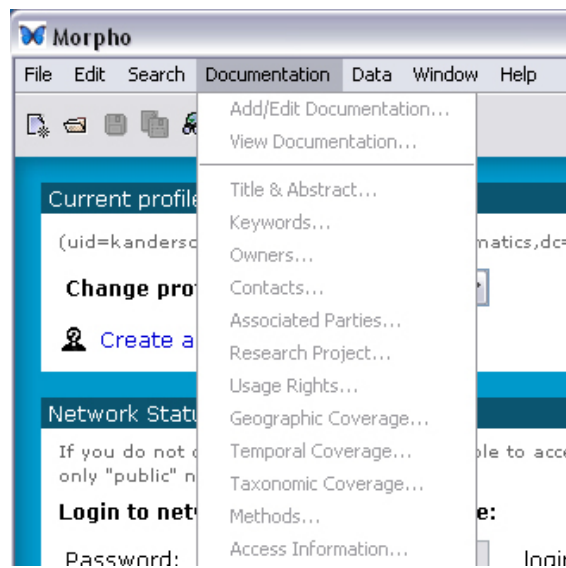 Morpho
File Edit Search Documentation Data Window Help
Add/Edit Documentation...
View Documentation...
Title & Abstract...
Current profile
Keywords...
(uid=kanderso
matics,dc=
Owners...
Change pro
Contacts...
Associated Parties...
Create a
Research Project...
Usage Rights...
Network Statu
Geographic Coverage...
If you do not
ble to acce
Temporal Coverage...
only "public" n
Taxonomic Coverage...
Login to net
e:
Methods...
Access Information...
Password:
login